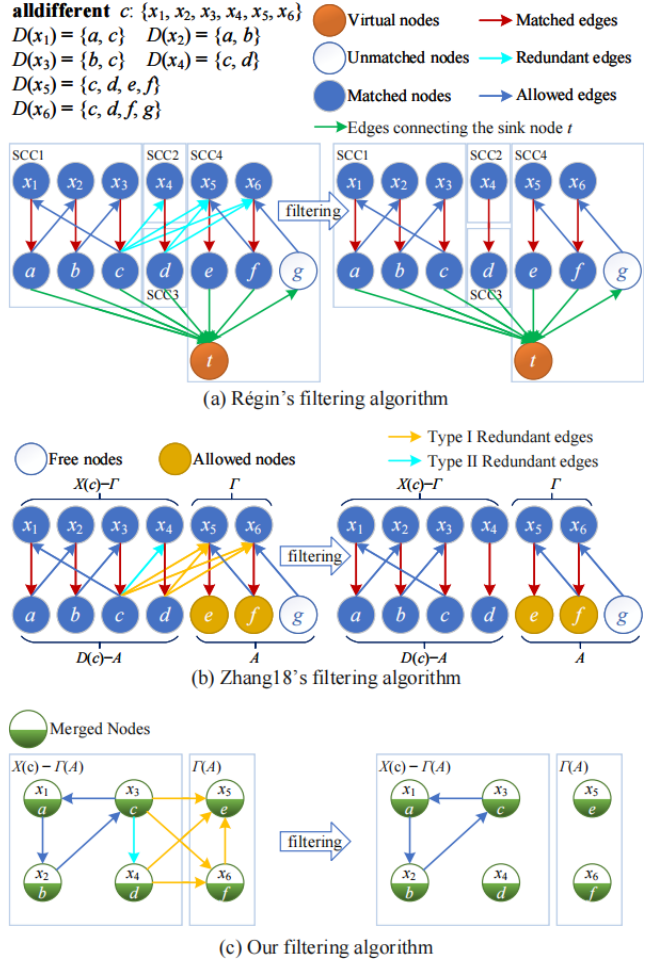 alldifferent c: {x₁, x₂, x₃, x₄, x₅, x₆}
D(x₁) = {a, c} D(x₂) = {a, b}
D(x₃) = {b, c} D(x₄) = {c, d}
D(x₅) = {c, d, e, f}
D(x₆) = {c, d, f, g}
Virtual nodes
Matched edges
Unmatched nodes
Redundant edges
Matched nodes
Allowed edges
Edges connecting the sink node t
SCC1 SCC2 SCC4 SCC1 SCC2 SCC4
x₁ x₂ x₃ x₄ x₅ x₆ x₁ x₂ x₃ x₄ x₅ x₆
filtering
a b c d e f g a b c d e f g
SCC3 SCC3
t t
(a) Régin's filtering algorithm
Free nodes
Allowed nodes
Type I Redundant edges
Type II Redundant edges
X(c)−Γ Γ X(c)−Γ Γ
x₁ x₂ x₃ x₄ x₅ x₆ x₁ x₂ x₃ x₄ x₅ x₆
filtering
a b c d e f g a b c d e f g
D(c)−A A D(c)−A A
(b) Zhang18's filtering algorithm
Merged Nodes
X(c) − Γ(A) Γ(A) X(c) − Γ(A) Γ(A)
x₁ x₃ x₅ x₁ x₃ x₅
a c e a c e
filtering
x₂ x₄ x₆ x₂ x₄ x₆
b d f b d f
(c) Our filtering algorithm